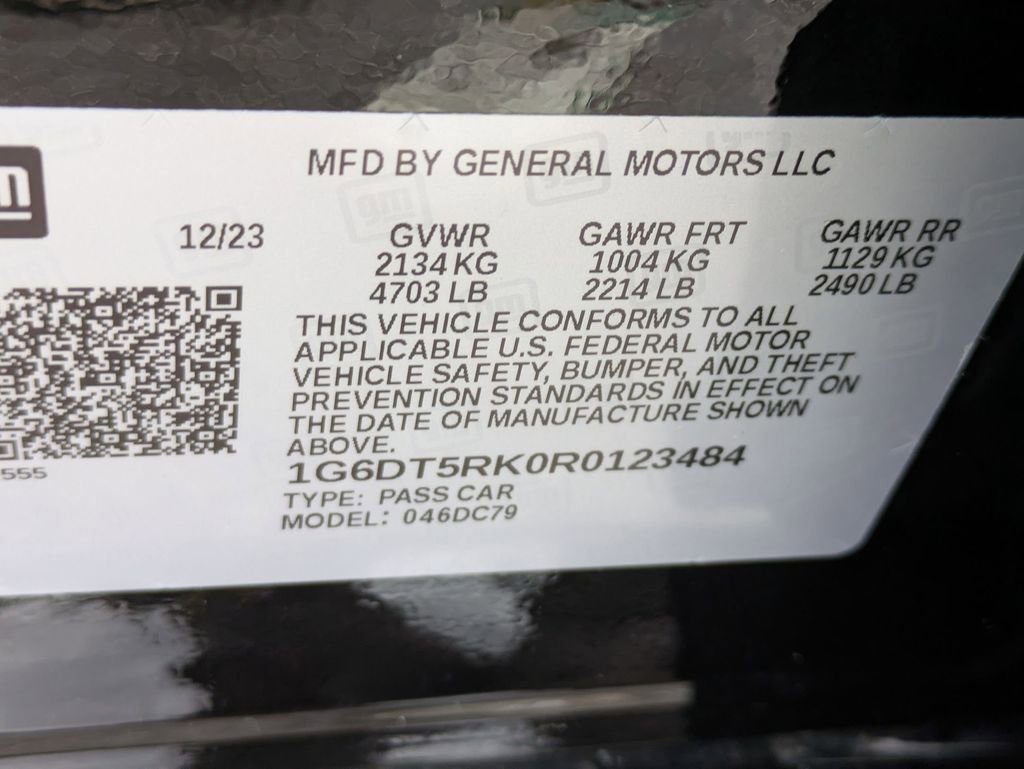 MFD BY GENERAL MOTORS LLC
gm
12/23 GVWR GAWR FRT GAWR RR
2134 KG 1004 KG 1129 KG
4703 LB 2214 LB 2490 LB
THIS VEHICLE CONFORMS TO ALL
APPLICABLE U.S. FEDERAL MOTOR
VEHICLE SAFETY, BUMPER, AND THEFT
PREVENTION STANDARDS IN EFFECT ON
THE DATE OF MANUFACTURE SHOWN
ABOVE.
1G6DT5RK0R0123484
555
TYPE: PASS CAR
MODEL: 046DC79